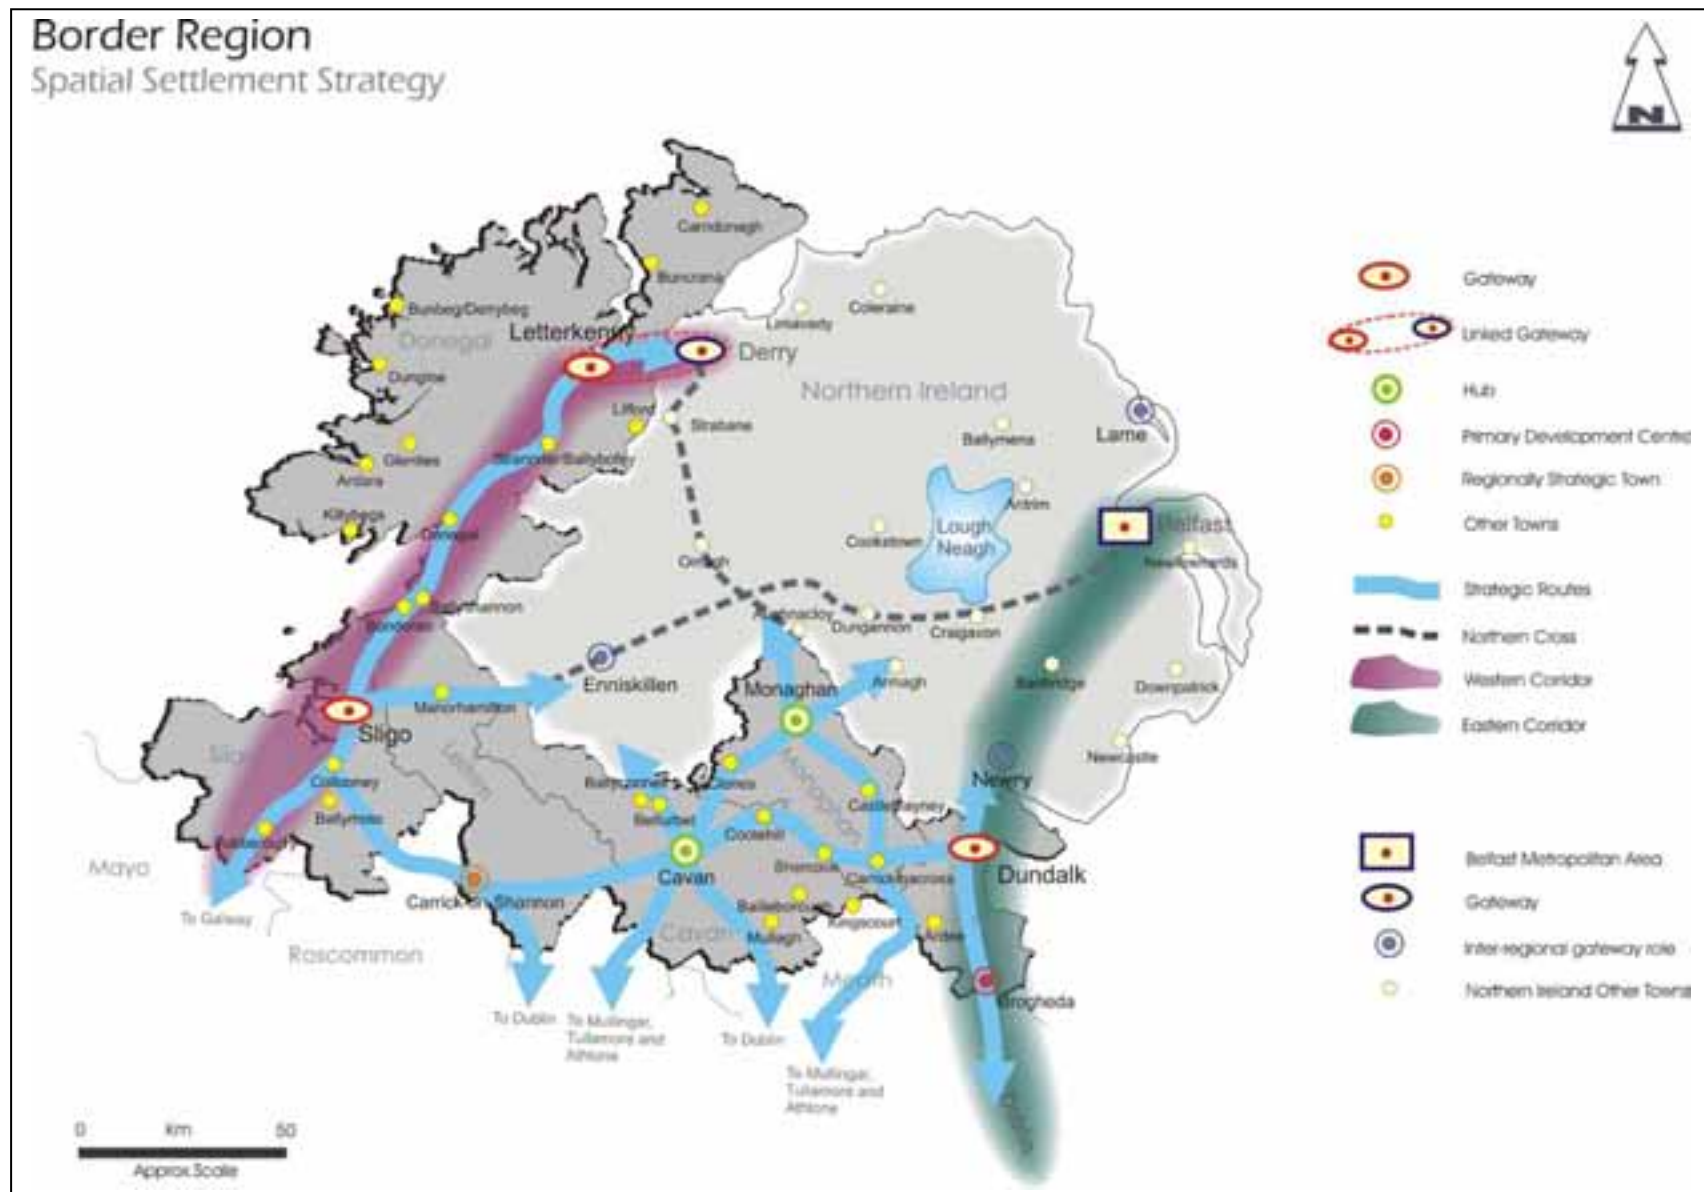 Border Region
Spatial Settlement Strategy
N
Carndonagh
Buncrana
Bunbeg/Derrybeg
Donegal
Letterkenny
Derry
Limavady
Coleraine
Dungloe
Northern Ireland
Lifford
Strabane
Ballymena
Larne
Glenties
Ardara
Stranorlar/Ballybofey
Killybegs
Donegal
Antrim
Cookstown
Lough
Neagh
Belfast
Newtownards
Omagh
Ballyshannon
Bundoran
Aughnacloy
Dungannon
Craigavon
Enniskillen
Manorhamilton
Monaghan
Armagh
Banbridge
Downpatrick
Sligo
Sligo
Leitrim
Collooney
Ballymote
Tubbercurry
Ballyconnell
Belturbet
Clones
Monaghan
Castleblayney
Newry
Newcastle
Cootehill
Cavan
Shercock
Carrickmacross
Dundalk
Mayo
To Galway
Carrick-on-Shannon
Roscommon
Bailieborough
Cavan
Mullagh
Kingscourt
Ardee
Meath
Drogheda
To Dublin
To Mullingar,
Tullamore and
Athlone
To Dublin
To Mullingar,
Tullamore and
Athlone
Dublin
0 km 50
Approx.Scale
Gateway
Linked Gateway
Hub
Primary Development Centre
Regionally Strategic Town
Other Towns
Strategic Routes
Northern Cross
Western Corridor
Eastern Corridor
Belfast Metropolitan Area
Gateway
Inter-regional gateway role
Northern Ireland Other Towns